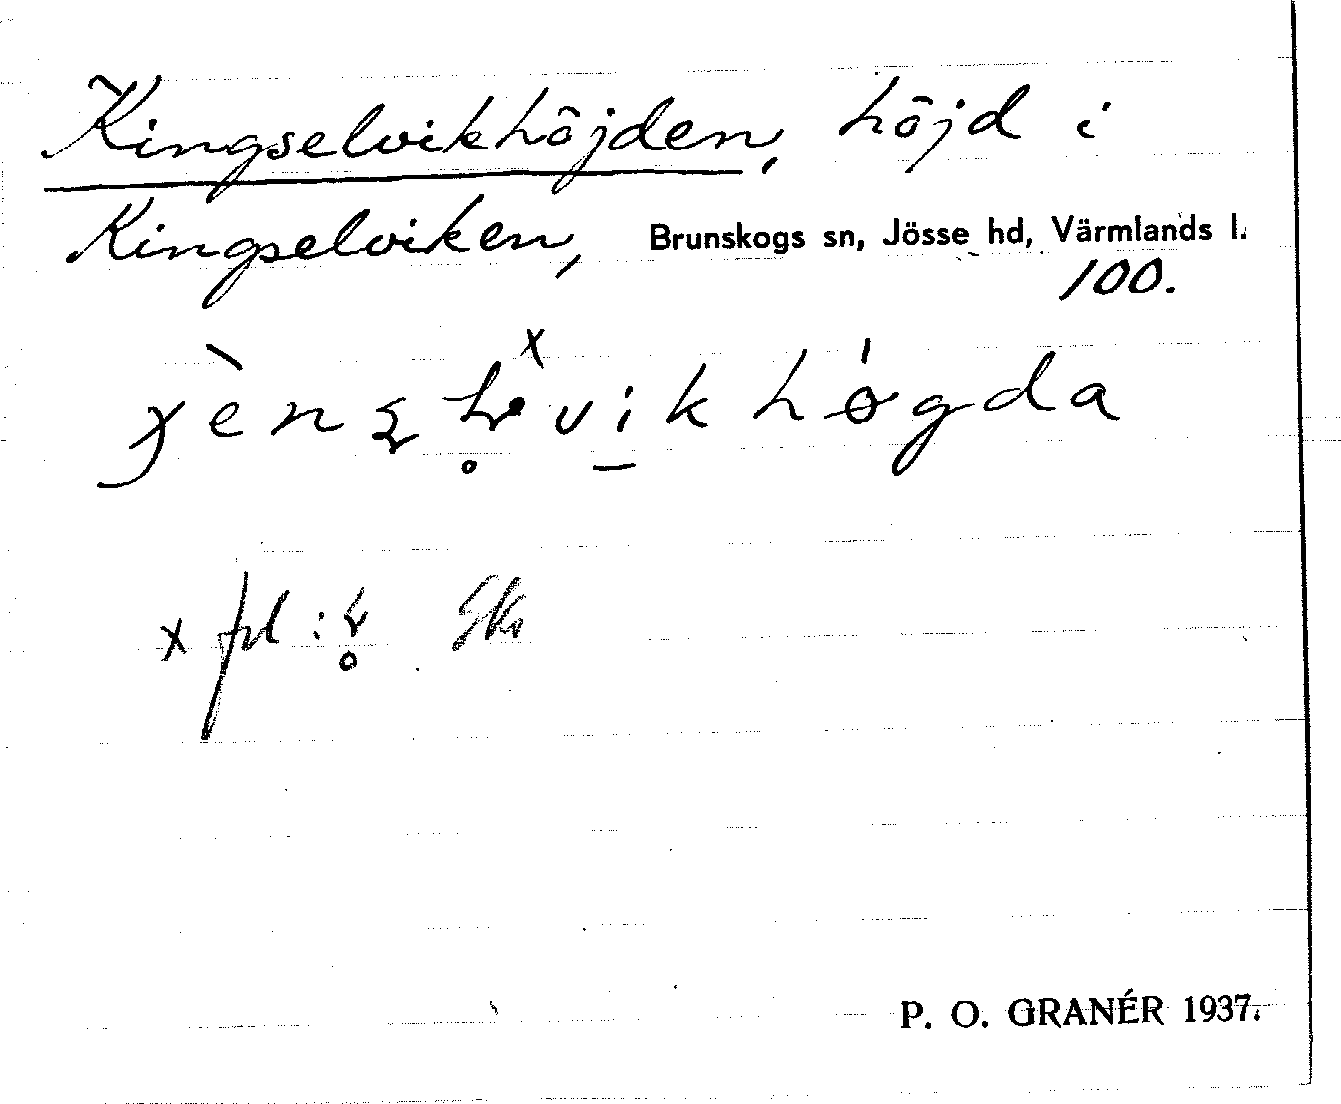 Kingselvikhöjden, höjd i
Kingselviken, Brunskogs sn, Jösse hd, Värmlands l.
100.
x
x
P. O. GRANÉR 1937.